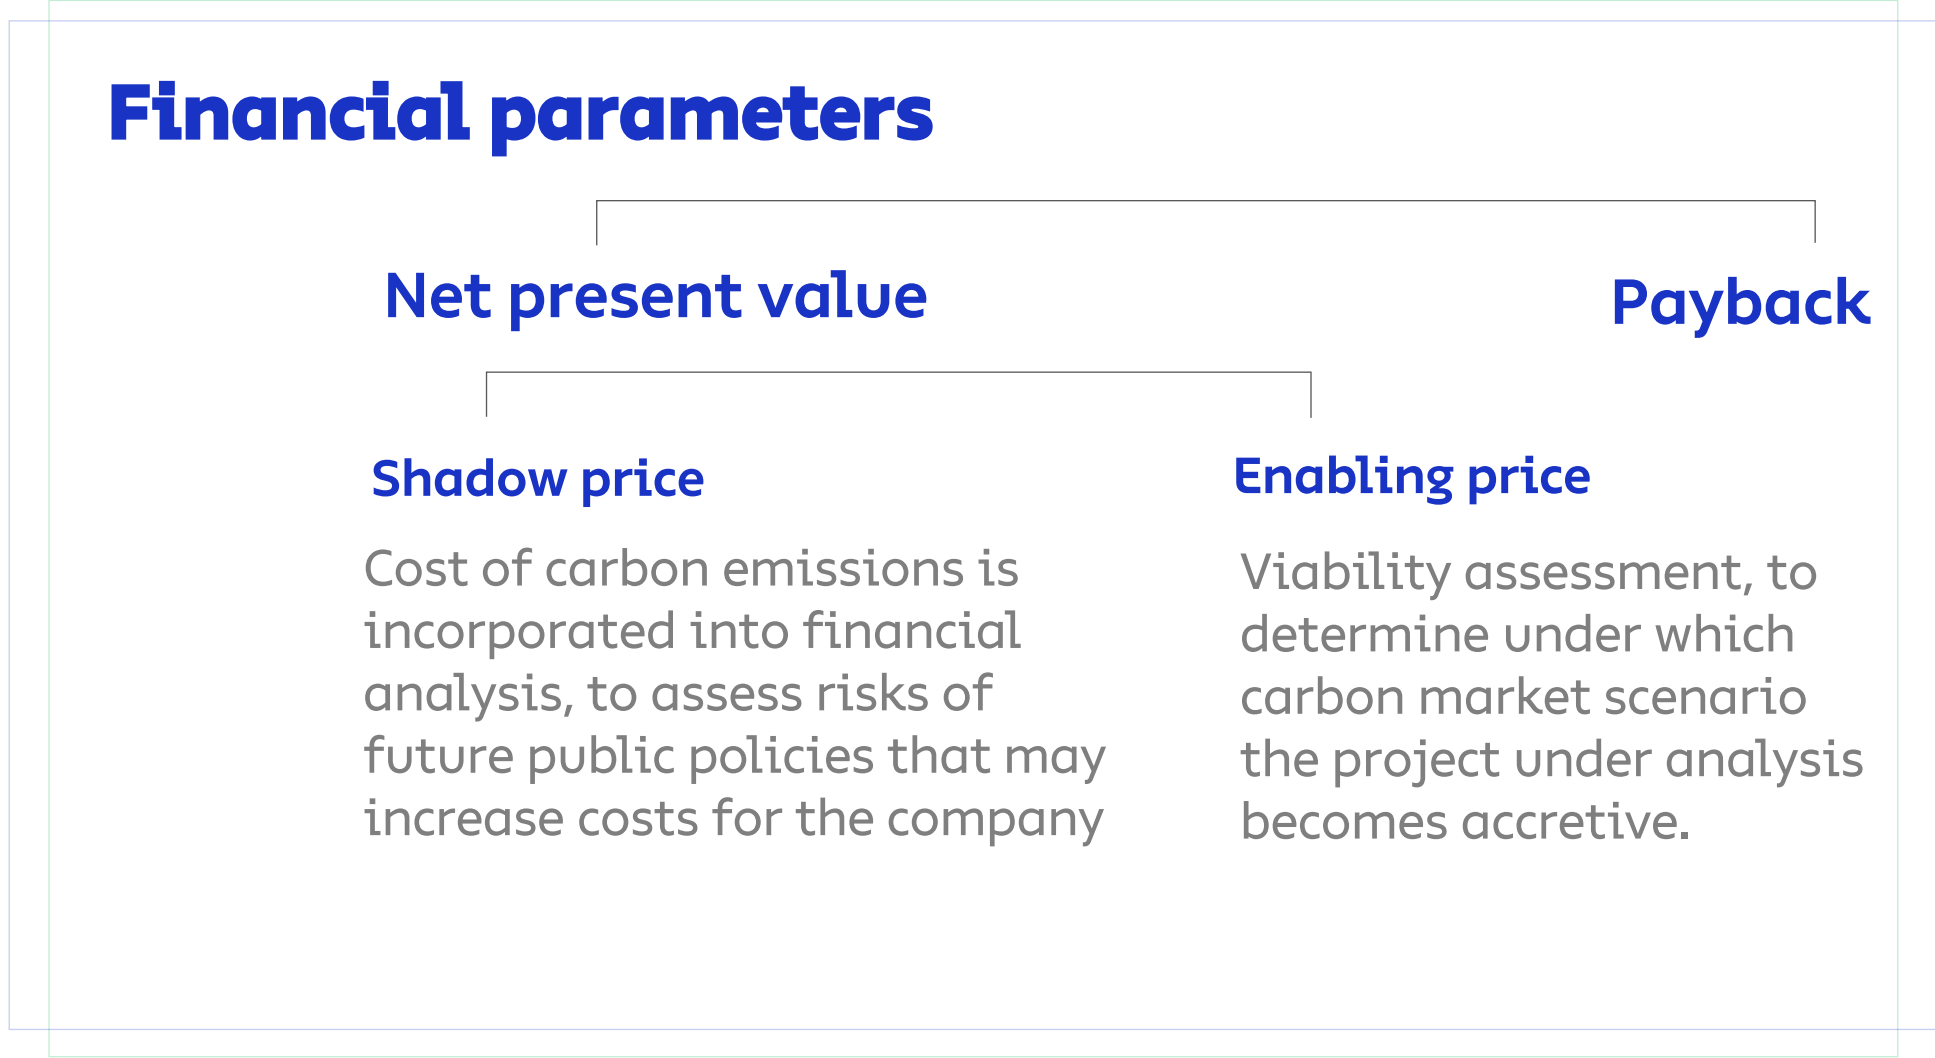 Financial parameters
Net present value
Payback
Shadow price
Enabling price
Cost of carbon emissions is
incorporated into financial
analysis, to assess risks of
future public policies that may
increase costs for the company
Viability assessment, to
determine under which
carbon market scenario
the project under analysis
becomes accretive.